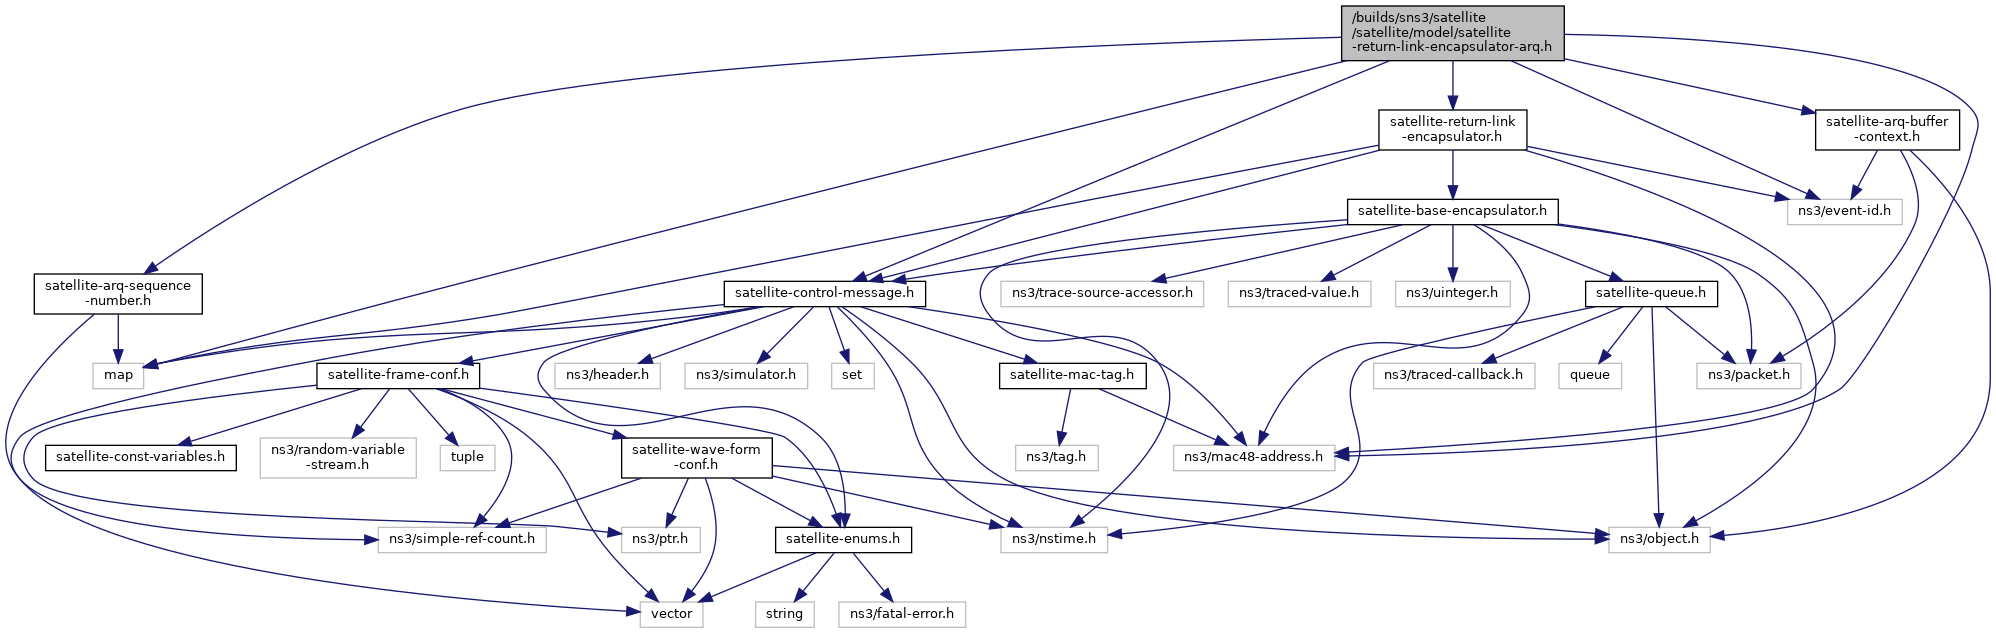 /builds/sns3/satellite
/satellite/model/satellite
-return-link-encapsulator-arq.h
satellite-return-link
-encapsulator.h
satellite-arq-buffer
-context.h
satellite-base-encapsulator.h
ns3/event-id.h
satellite-arq-sequence
-number.h
satellite-control-message.h
ns3/trace-source-accessor.h
ns3/traced-value.h
ns3/uinteger.h
satellite-queue.h
map
satellite-frame-conf.h
ns3/header.h
ns3/simulator.h
set
satellite-mac-tag.h
ns3/traced-callback.h
queue
ns3/packet.h
satellite-const-variables.h
ns3/random-variable
-stream.h
tuple
satellite-wave-form
-conf.h
ns3/tag.h
ns3/mac48-address.h
ns3/simple-ref-count.h
ns3/ptr.h
satellite-enums.h
ns3/nstime.h
ns3/object.h
vector
string
ns3/fatal-error.h